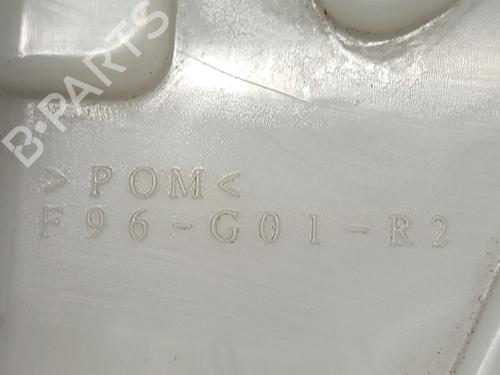 B-PARTS
> POM <
F96-G01-R2